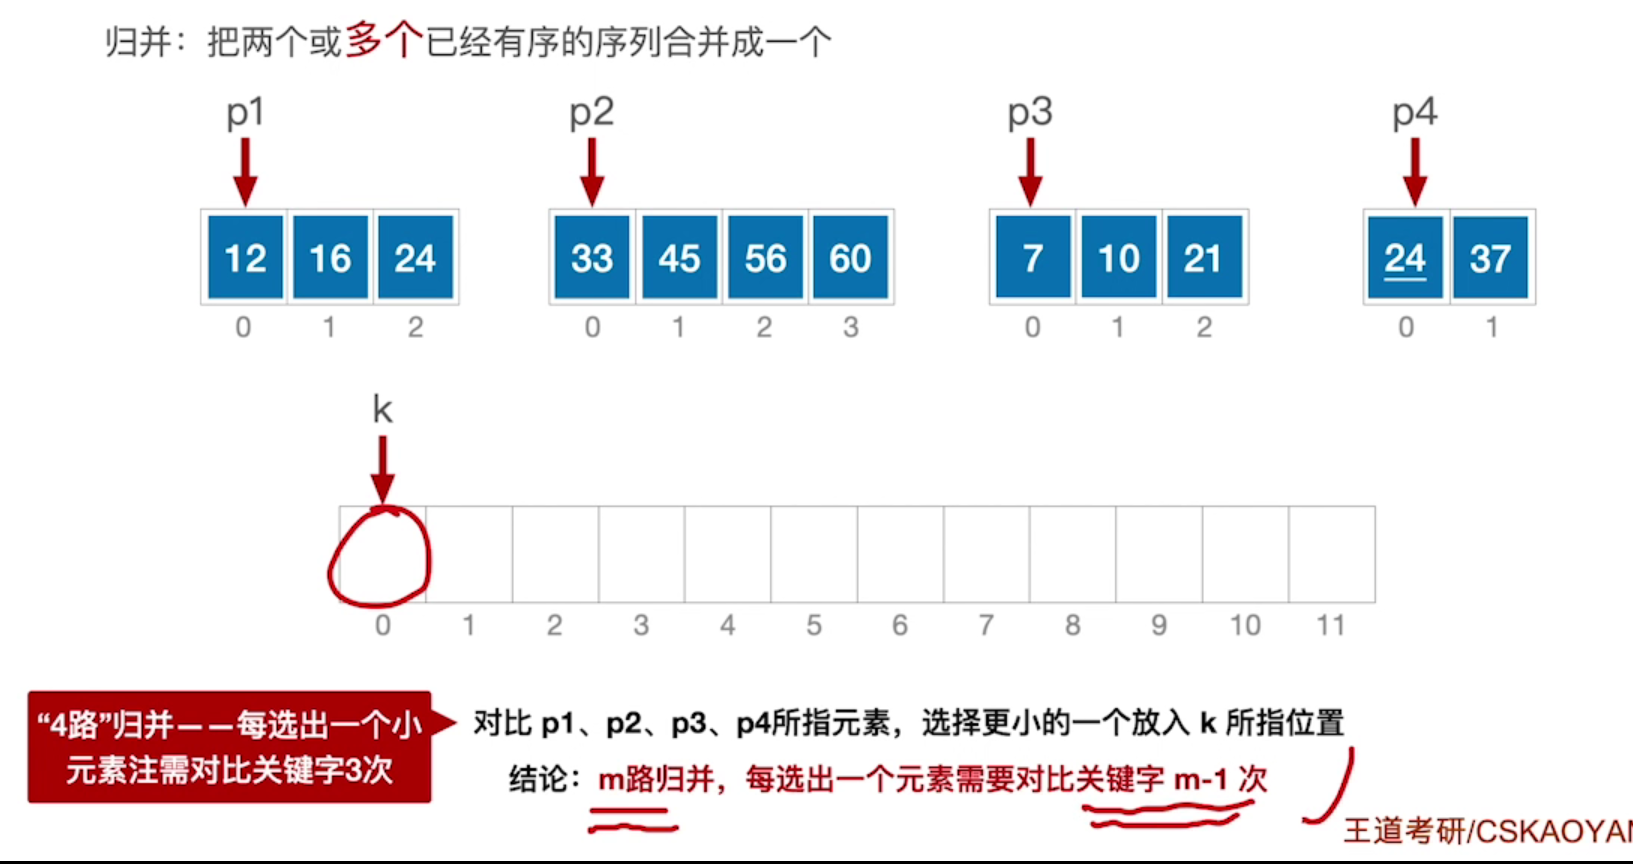 归并：把两个或多个已经有序的序列合并成一个
p1 p2 p3 p4
12 16 24 33 45 56 60 7 10 21 24 37
0 1 2 0 1 2 3 0 1 2 0 1
k
0 1 2 3 4 5 6 7 8 9 10 11
“4路”归并——每选出一个小
元素注需对比关键字3次
对比 p1、p2、p3、p4所指元素，选择更小的一个放入 k 所指位置
结论：m路归并，每选出一个元素需要对比关键字 m-1 次
王道考研/CSKAOYAN